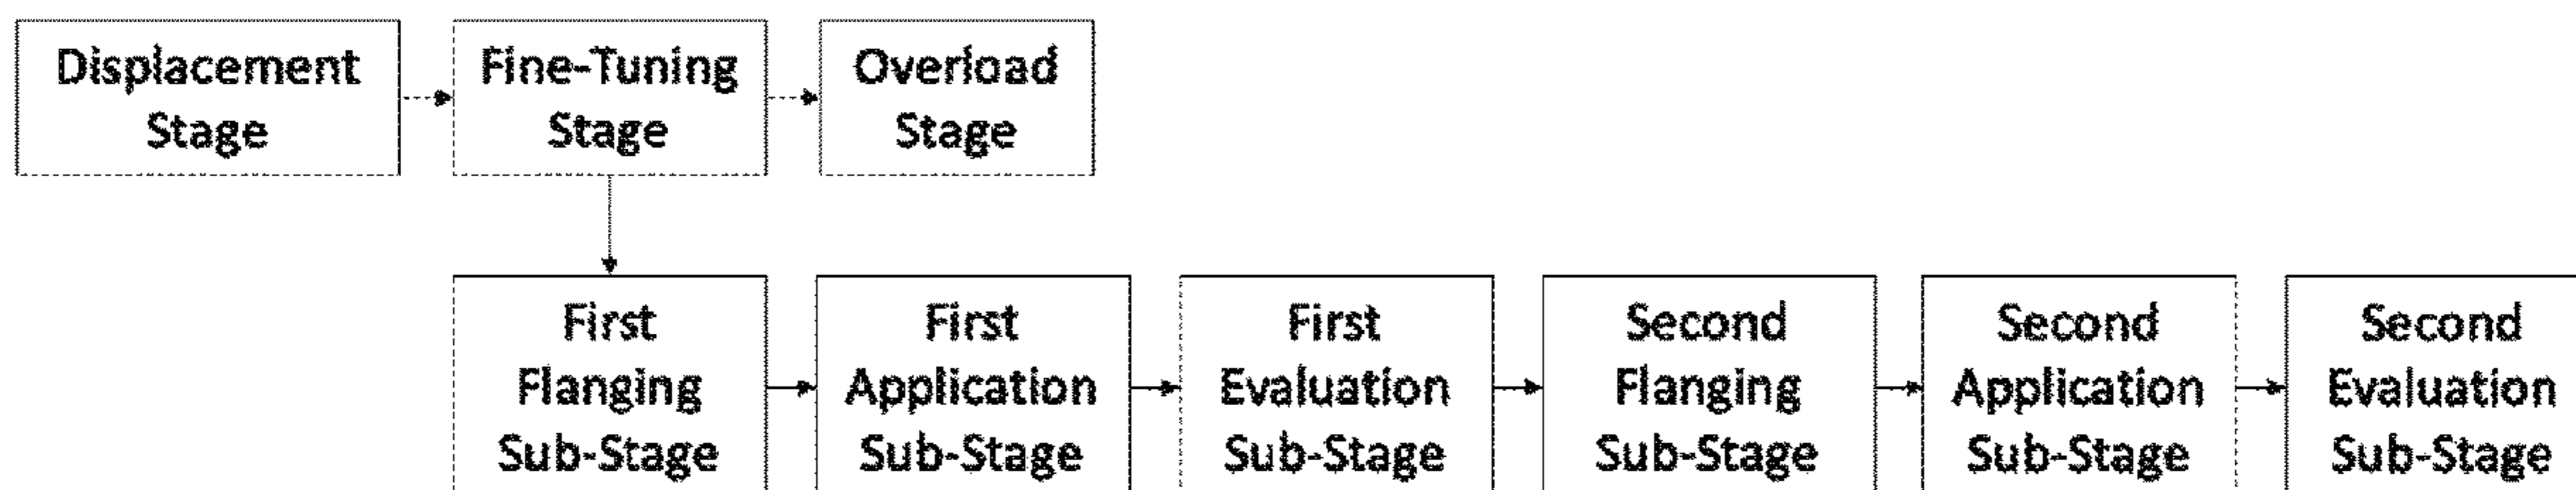 Displacement
Stage
Fine-Tuning
Stage
Overload
Stage
First
Flanging
Sub-Stage
First
Application
Sub-Stage
First
Evaluation
Sub-Stage
Second
Flanging
Sub-Stage
Second
Application
Sub-Stage
Second
Evaluation
Sub-Stage